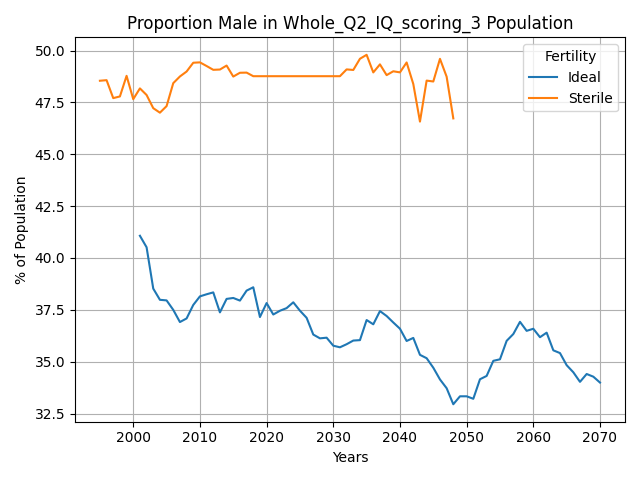 Proportion Male in Whole_Q2_IQ_scoring_3 Population
% of Population
50.0
47.5
45.0
42.5
40.0
37.5
35.0
32.5
Fertility
Ideal
Sterile
2000
2010
2020
2030
2040
2050
2060
2070
Years